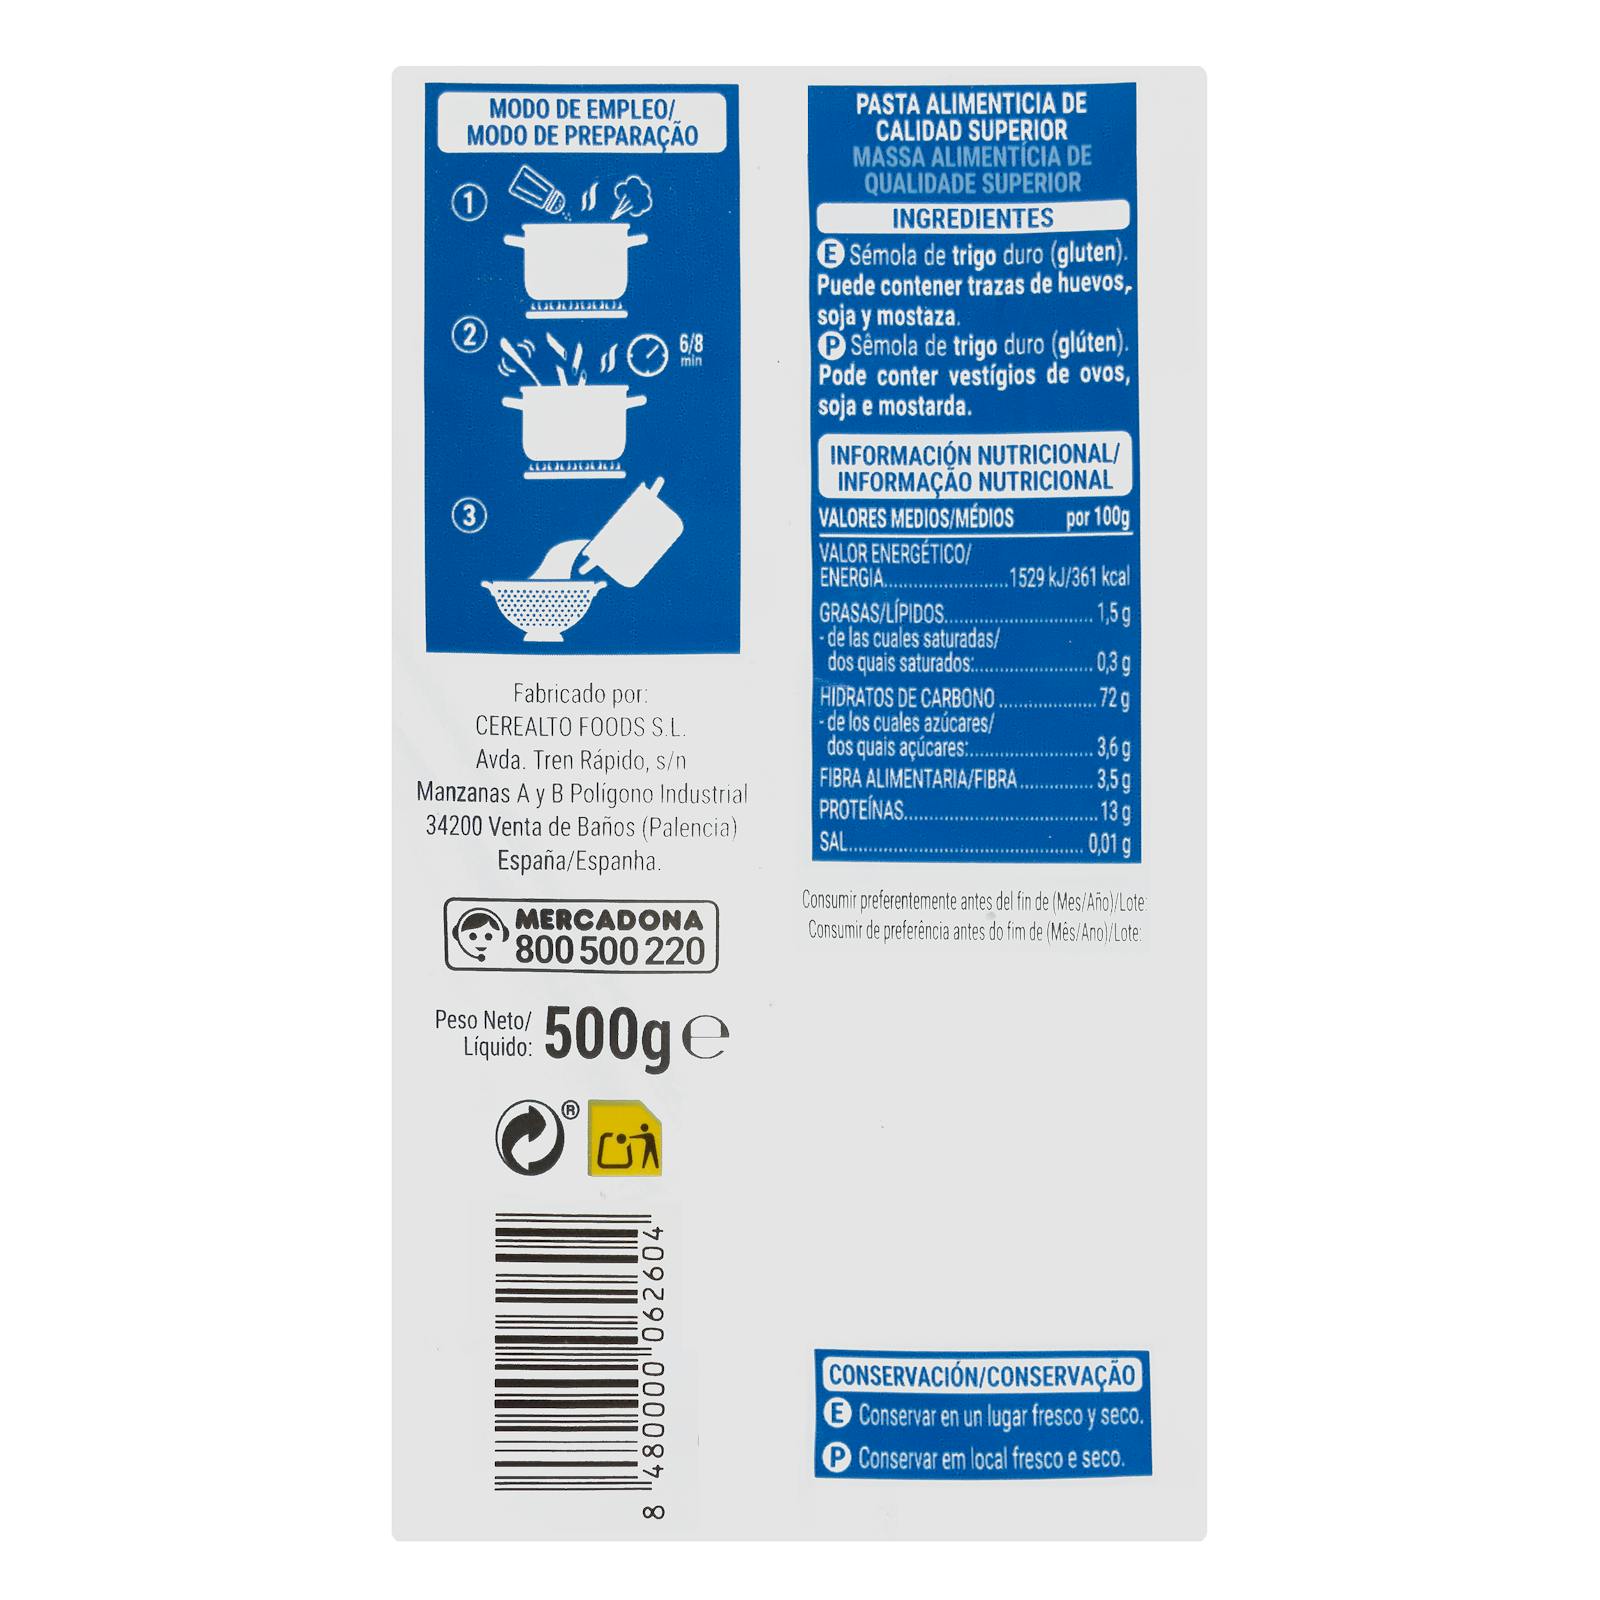 MODO DE EMPLEO/
MODO DE PREPARAÇÃO
1
2
6/8
min
3
Fabricado por:
CEREALTO FOODS S.L.
Avda. Tren Rápido, s/n
Manzanas A y B Polígono Industrial
34200 Venta de Baños (Palencia)
España/Espanha.
MERCADONA
800 500 220
Peso Neto/
Líquido: 500g e
®
8 480000 062604
PASTA ALIMENTICIA DE
CALIDAD SUPERIOR
MASSA ALIMENTÍCIA DE
QUALIDADE SUPERIOR
INGREDIENTES
E Sémola de trigo duro (gluten).
Puede contener trazas de huevos,
soja y mostaza.
P Sêmola de trigo duro (glúten).
Pode conter vestígios de ovos,
soja e mostarda.
INFORMACIÓN NUTRICIONAL/
INFORMAÇÃO NUTRICIONAL
VALORES MEDIOS/MÉDIOS por 100g
VALOR ENERGÉTICO/
ENERGIA.....................1529 kJ/361 kcal
GRASAS/LÍPIDOS......................... 1,5 g
- de las cuales saturadas/
dos quais saturados:.................... 0,3 g
HIDRATOS DE CARBONO ................ 72 g
- de los cuales azúcares/
dos quais açúcares:..................... 3,6 g
FIBRA ALIMENTARIA/FIBRA............ 3,5 g
PROTEÍNAS................................ 13 g
SAL........................................ 0,01 g
Consumir preferentemente antes del fin de (Mes/Año)/Lote:
Consumir de preferência antes do fim de (Mês/Ano)/Lote:
CONSERVACIÓN/CONSERVAÇÃO
E Conservar en un lugar fresco y seco.
P Conservar em local fresco e seco.